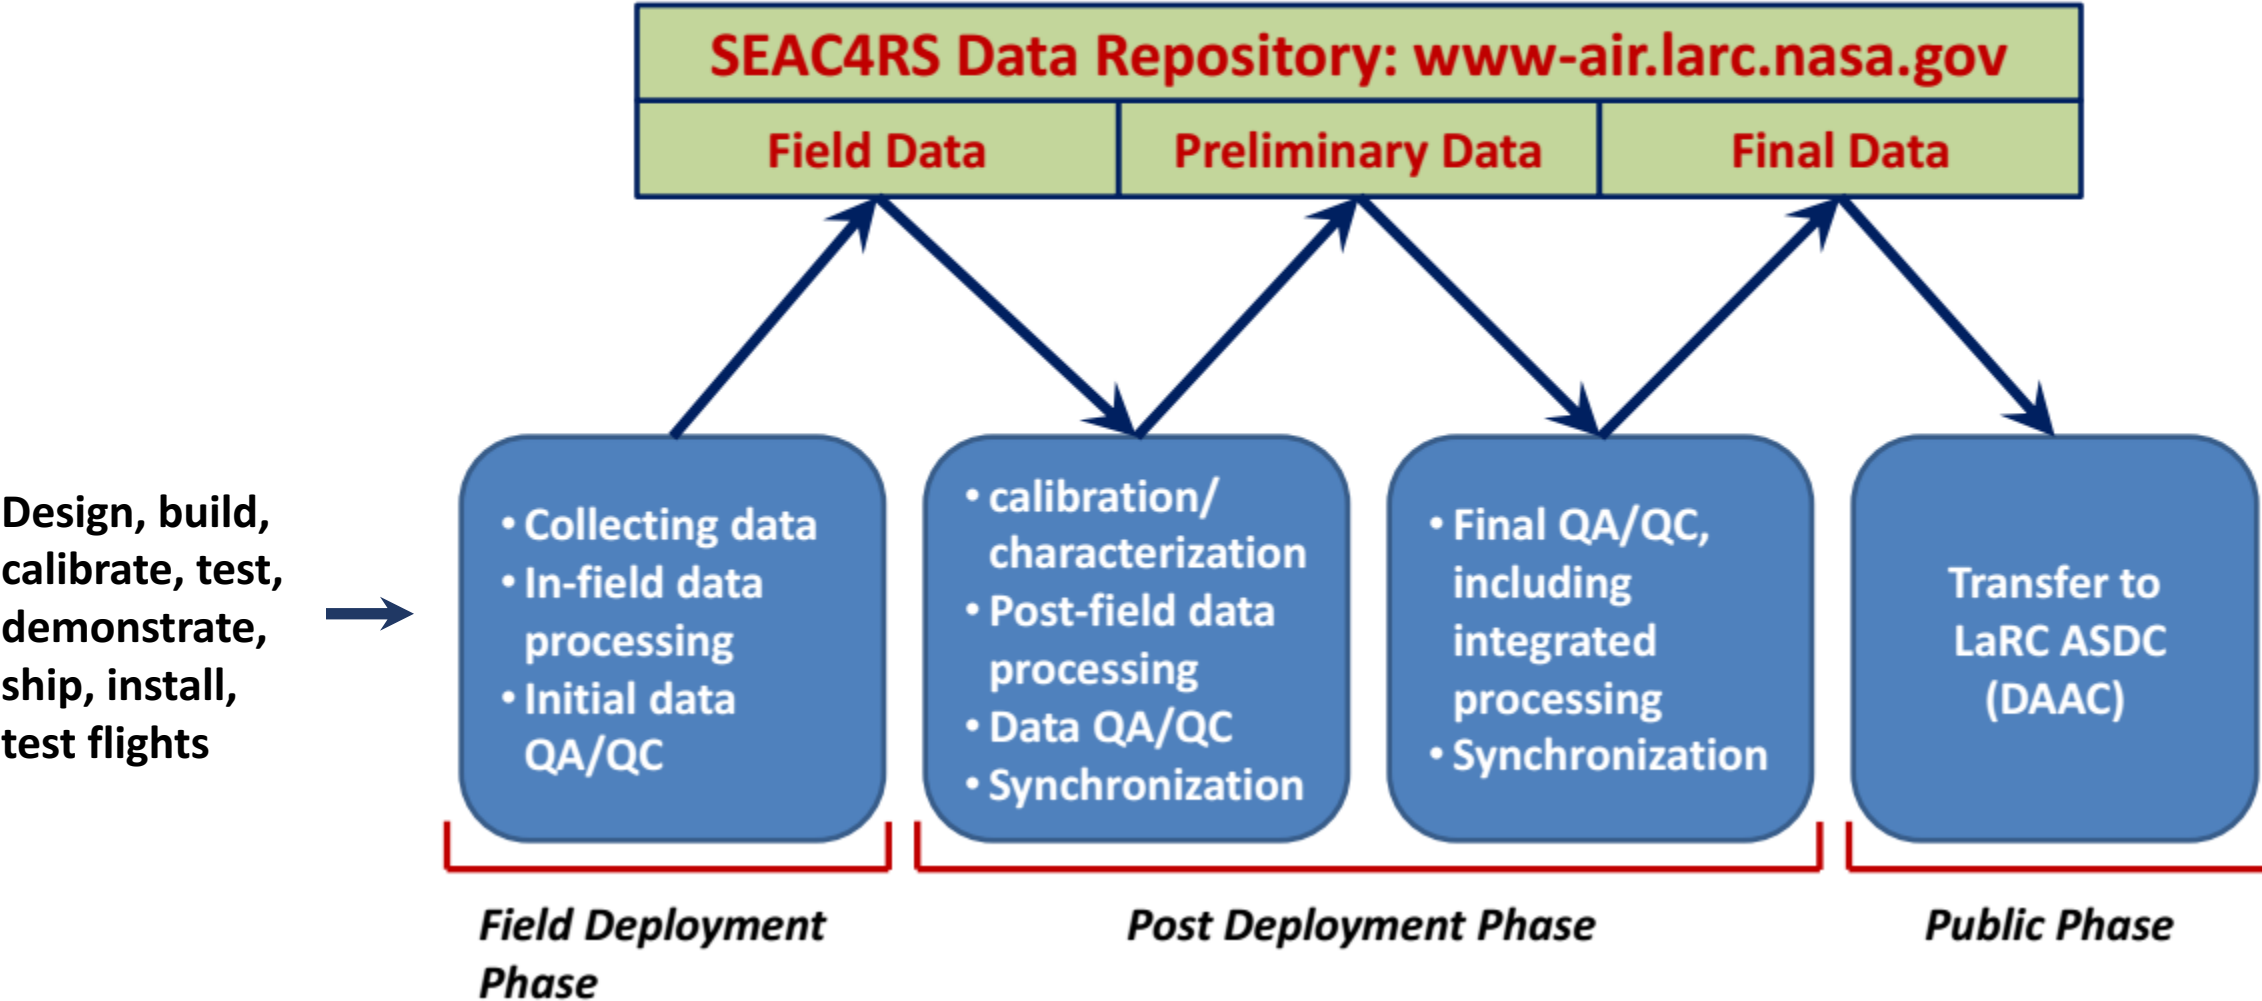 SEAC4RS Data Repository: www-air.larc.nasa.gov
Field Data
Preliminary Data
Final Data
Design, build,
calibrate, test,
demonstrate,
ship, install,
test flights
• Collecting data
• In-field data
processing
• Initial data
QA/QC
• calibration/
characterization
• Post-field data
processing
• Data QA/QC
• Synchronization
• Final QA/QC,
including
integrated
processing
• Synchronization
Transfer to
LaRC ASDC
(DAAC)
Field Deployment
Phase
Post Deployment Phase
Public Phase